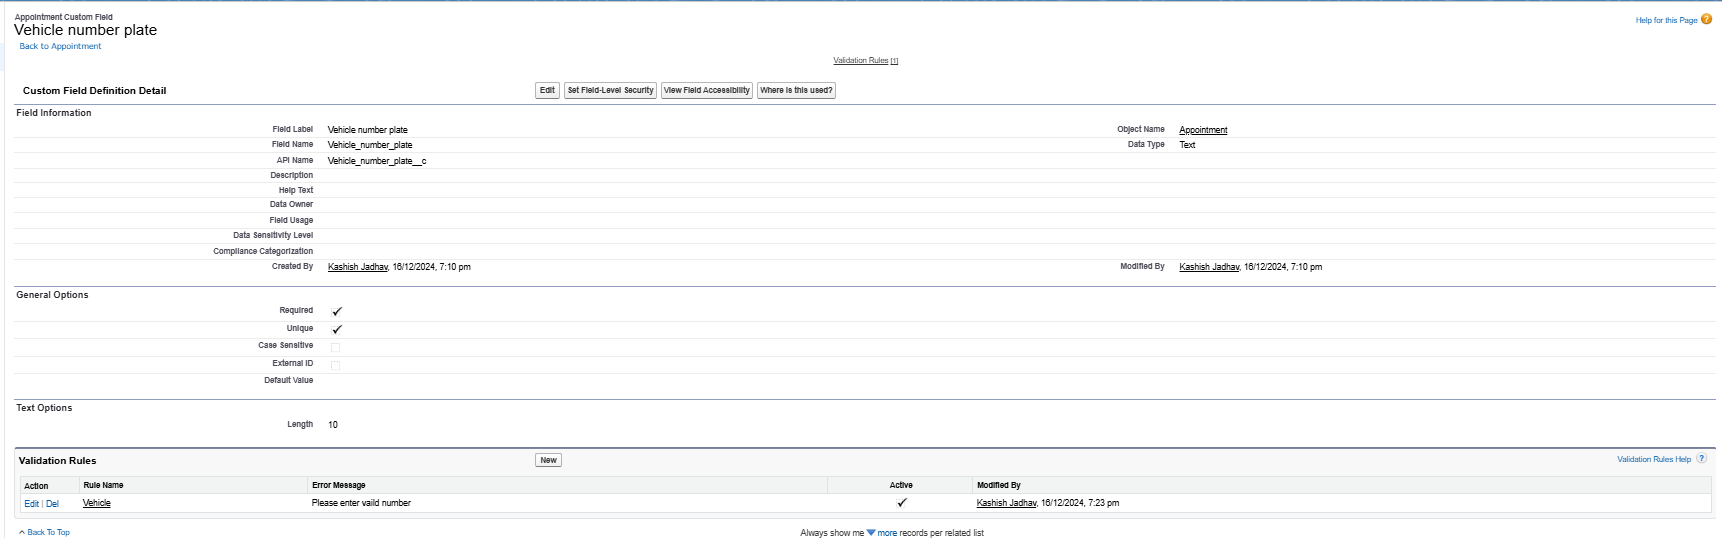 Appointment Custom Field
Vehicle number plate
Help for this Page ?
Back to Appointment
Validation Rules [1]
Custom Field Definition Detail
Edit Set Field-Level Security View Field Accessibility Where is this used?
Field Information
Field Label Vehicle number plate Object Name Appointment
Field Name Vehicle_number_plate Data Type Text
API Name Vehicle_number_plate__c
Description
Help Text
Data Owner
Field Usage
Data Sensitivity Level
Compliance Categorization
Created By Kashish Jadhav, 16/12/2024, 7:10 pm Modified By Kashish Jadhav, 16/12/2024, 7:10 pm
General Options
Required
Unique
Case Sensitive
External ID
Default Value
Text Options
Length 10
Validation Rules New Validation Rules Help ?
Action Rule Name Error Message Active Modified By
Edit | Del Vehicle Please enter vaild number Kashish Jadhav, 16/12/2024, 7:23 pm
Back To Top Always show me more records per related list